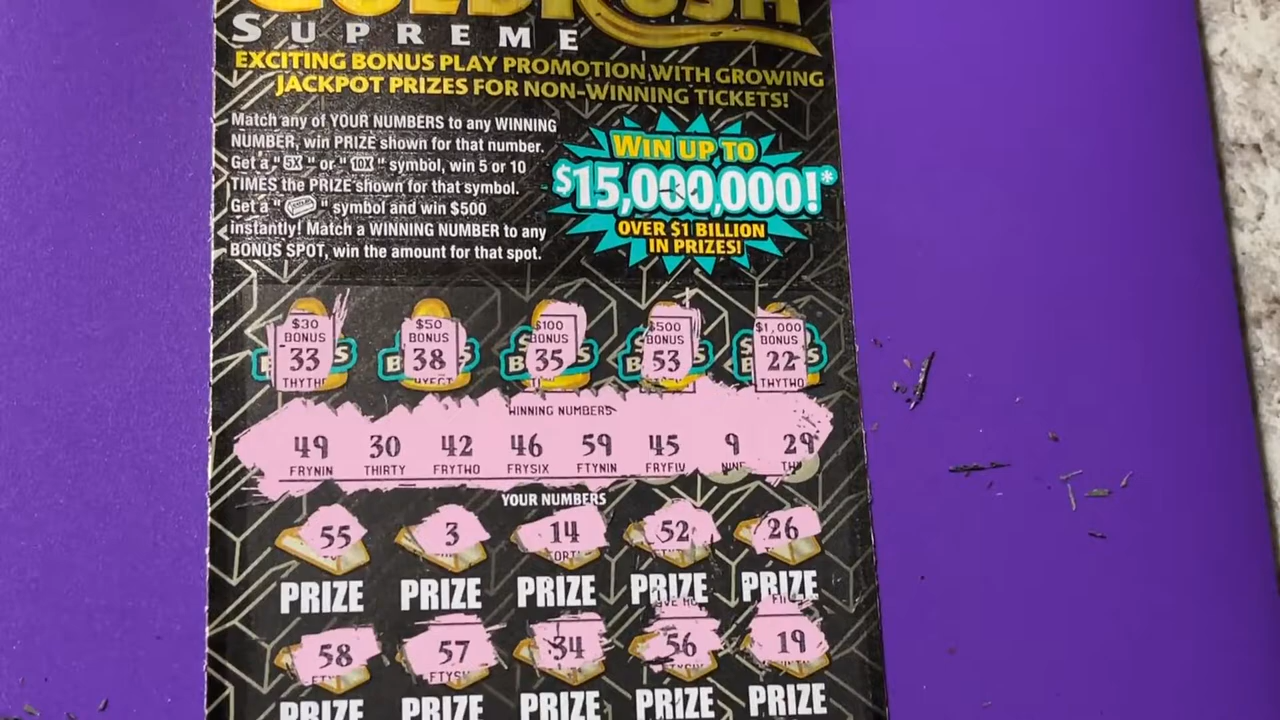 GOLD RUSH
SUPREME
EXCITING BONUS PLAY PROMOTION WITH GROWING
JACKPOT PRIZES FOR NON-WINNING TICKETS!
Match any of YOUR NUMBERS to any WINNING
NUMBER, win PRIZE shown for that number.
Get a "5X" or "10X" symbol, win 5 or 10
TIMES the PRIZE shown for that symbol.
Get a " " symbol and win $500
instantly! Match a WINNING NUMBER to any
BONUS SPOT, win the amount for that spot.
WIN UP TO
$15,000,000!*
OVER $1 BILLION
IN PRIZES!
$30 $50 $100 $500 $1,000
BONUS BONUS BONUS BONUS BONUS
33 38 35 53 22
THYTH HYEGT THYTWO
WINNING NUMBERS
49 30 42 46 59 45 9 29
FRYNIN THIRTY FRYTWO FRYSIX FTYNIN FRYFIV NINE
YOUR NUMBERS
55 3 14 52 26
PRIZE PRIZE PRIZE PRIZE PRIZE
58 57 34 56 19
PRIZE PRIZE PRIZE PRIZE PRIZE